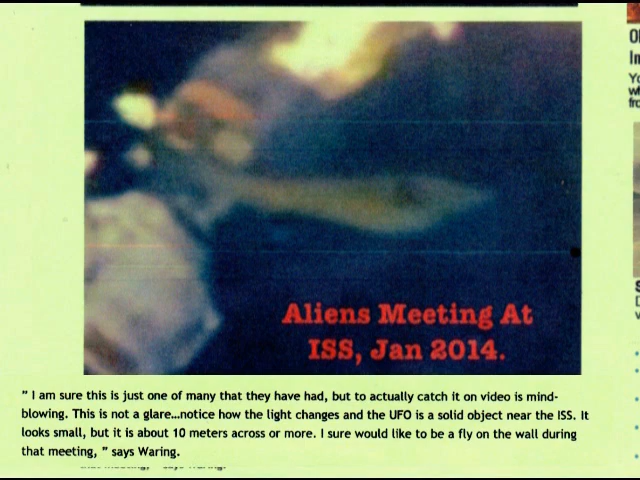 Aliens Meeting At
ISS, Jan 2014.
" I am sure this is just one of many that they have had, but to actually catch it on video is mind-
blowing. This is not a glare…notice how the light changes and the UFO is a solid object near the ISS. It
looks small, but it is about 10 meters across or more. I sure would like to be a fly on the wall during
that meeting, " says Waring.